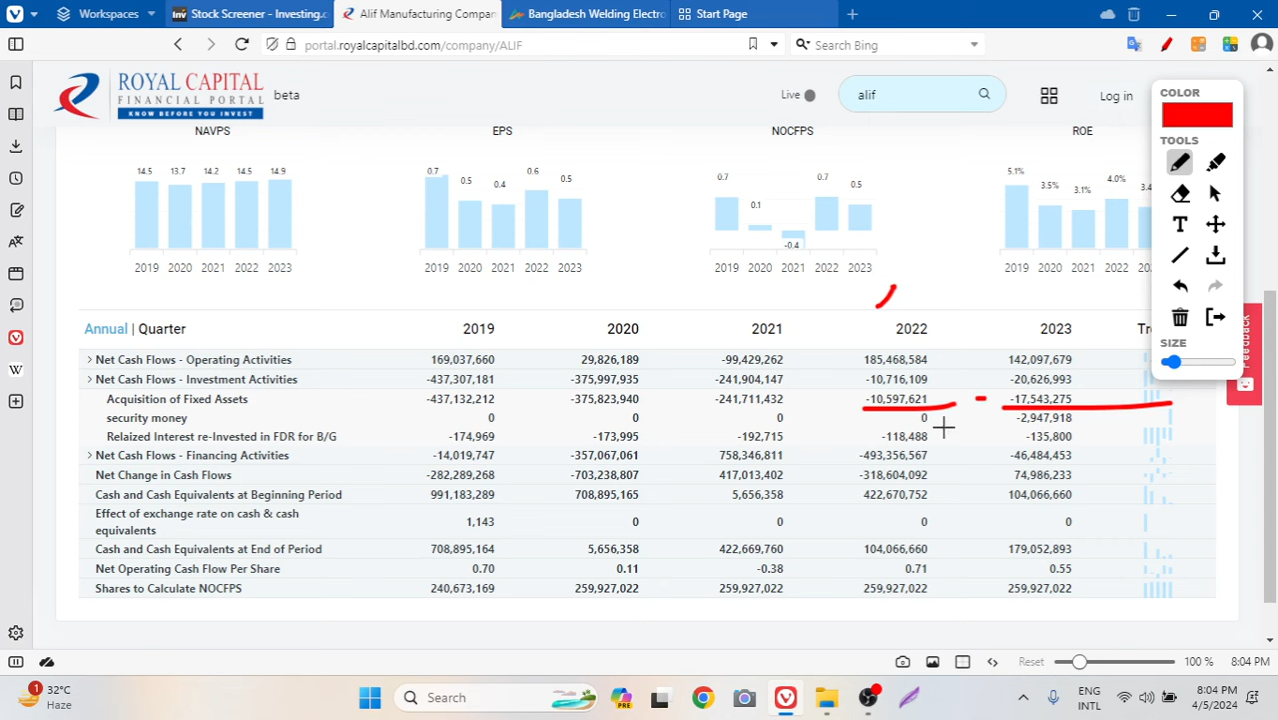 Workspaces Stock Screener - Investing.c Alif Manufacturing Compan Bangladesh Welding Electro Start Page
portal.royalcapitalbd.com/company/ALIF Search Bing
ROYAL CAPITAL
FINANCIAL PORTAL
KNOW BEFORE YOU INVEST
beta
Live
alif
Log in
COLOR
TOOLS
SIZE
Feedback
NAVPS EPS NOCFPS ROE
14.5 13.7 14.2 14.5 14.9
0.7 0.5 0.4 0.6 0.5
0.7 0.1 -0.4 0.7 0.5
5.1% 3.5% 3.1% 4.0% 3.4
2019 2020 2021 2022 2023
2019 2020 2021 2022 2023
2019 2020 2021 2022 2023
2019 2020 2021 2022 2023
Annual | Quarter 2019 2020 2021 2022 2023
Net Cash Flows - Operating Activities 169,037,660 29,826,189 -99,429,262 185,468,584 142,097,679
Net Cash Flows - Investment Activities -437,307,181 -375,997,935 -241,904,147 -10,716,109 -20,626,993
Acquisition of Fixed Assets -437,132,212 -375,823,940 -241,711,432 -10,597,621 -17,543,275
security money 0 0 0 0 -2,947,918
Relaized Interest re-Invested in FDR for B/G -174,969 -173,995 -192,715 -118,488 -135,800
Net Cash Flows - Financing Activities -14,019,747 -357,067,061 758,346,811 -493,356,567 -46,484,453
Net Change in Cash Flows -282,289,268 -703,238,807 417,013,402 -318,604,092 74,986,233
Cash and Cash Equivalents at Beginning Period 991,183,289 708,895,165 5,656,358 422,670,752 104,066,660
Effect of exchange rate on cash & cash
equivalents 1,143 0 0 0 0
Cash and Cash Equivalents at End of Period 708,895,164 5,656,358 422,669,760 104,066,660 179,052,893
Net Operating Cash Flow Per Share 0.70 0.11 -0.38 0.71 0.55
Shares to Calculate NOCFPS 240,673,169 259,927,022 259,927,022 259,927,022 259,927,022
Reset 100 % 8:04 PM
1
32°C
Haze
Search
PRE
ENG
INTL
8:04 PM
4/5/2024